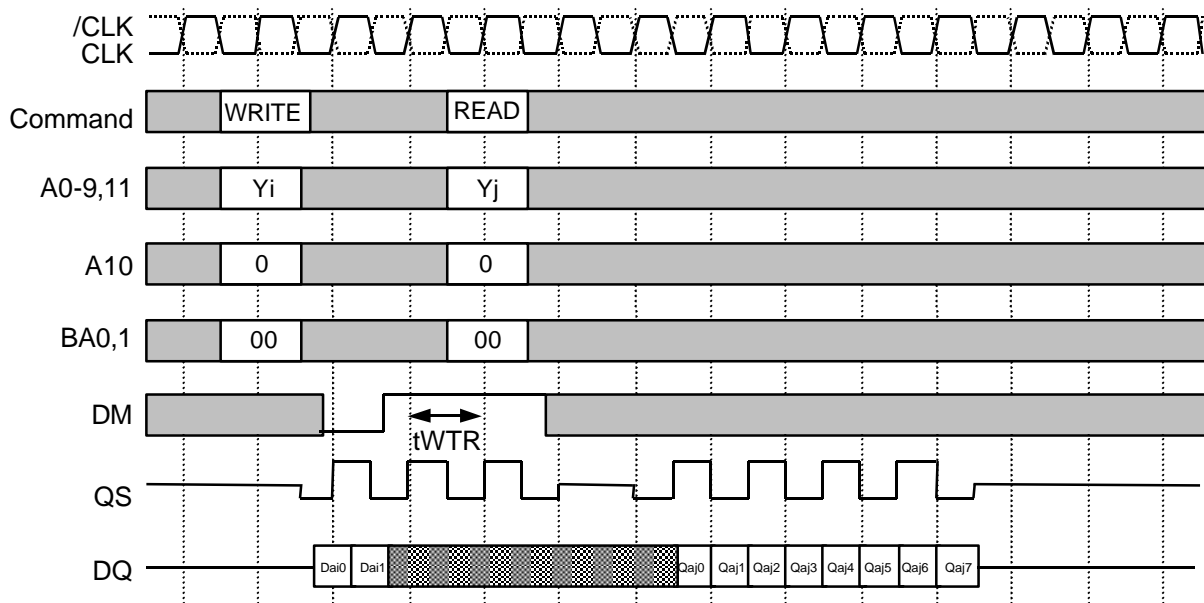 /CLK
CLK
Command WRITE READ
A0-9,11 Yi Yj
A10 0 0
BA0,1 00 00
DM
tWTR
QS
DQ Dai0 Dai1 Qaj0 Qaj1 Qaj2 Qaj3 Qaj4 Qaj5 Qaj6 Qaj7